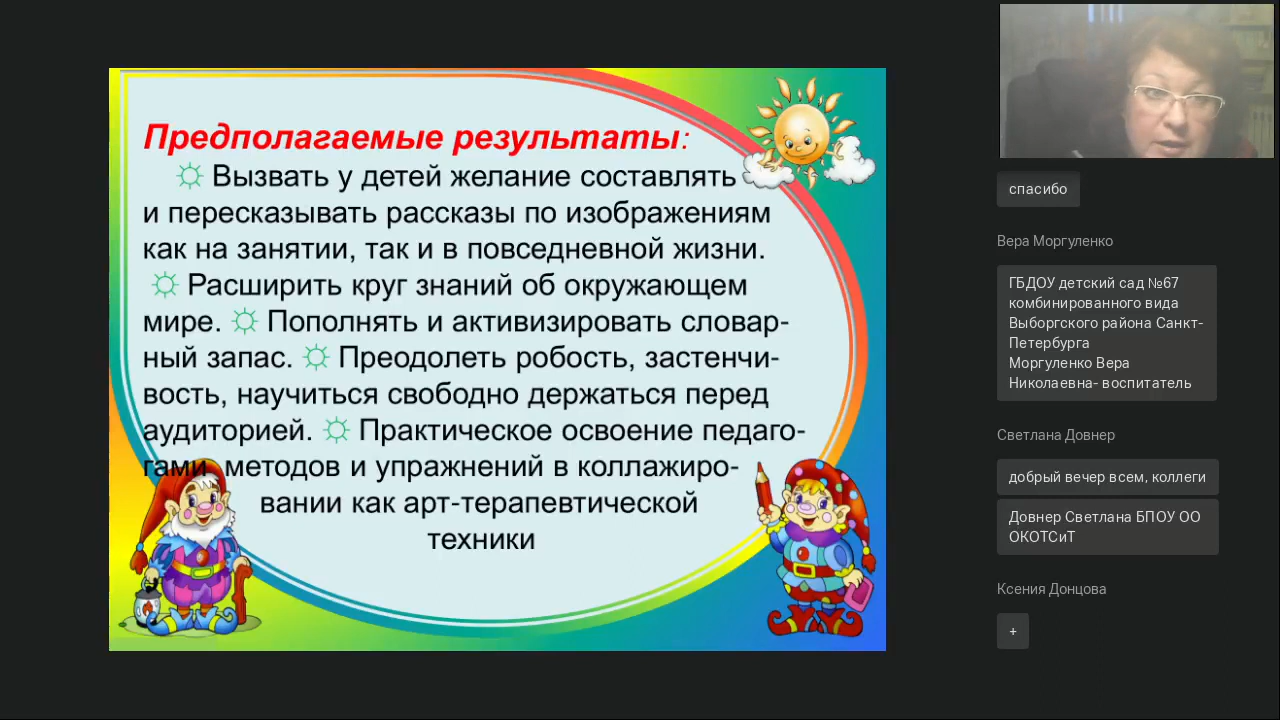 Предполагаемые результаты:
☼ Вызвать у детей желание составлять
и пересказывать рассказы по изображениям
как на занятии, так и в повседневной жизни.
☼ Расширить круг знаний об окружающем
мире. ☼ Пополнять и активизировать словар-
ный запас. ☼ Преодолеть робость, застенчи-
вость, научиться свободно держаться перед
аудиторией. ☼ Практическое освоение педаго-
гами методов и упражнений в коллажиро-
вании как арт-терапевтической
техники
спасибо
Вера Моргуленко
ГБДОУ детский сад №67
комбинированного вида
Выборгского района Санкт-
Петербурга
Моргуленко Вера
Николаевна- воспитатель
Светлана Довнер
добрый вечер всем, коллеги
Довнер Светлана БПОУ ОО
ОКОТСиТ
Ксения Донцова
+